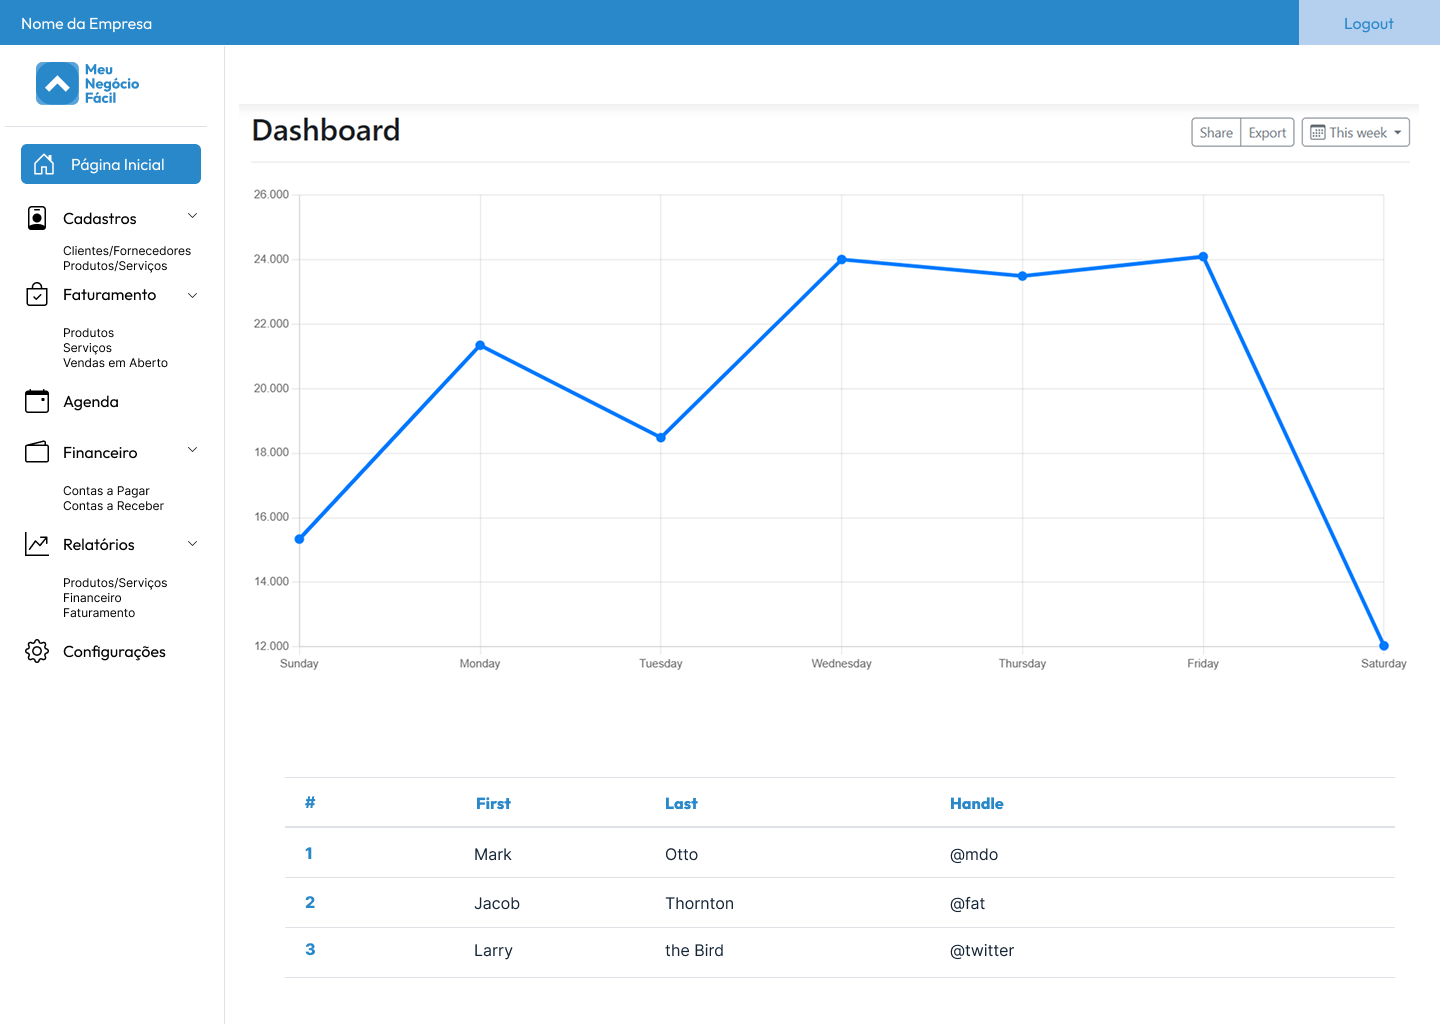 Nome da Empresa
Logout
Meu
Negócio
Fácil
Página Inicial
Cadastros
Clientes/Fornecedores
Produtos/Serviços
Faturamento
Produtos
Serviços
Vendas em Aberto
Agenda
Financeiro
Contas a Pagar
Contas a Receber
Relatórios
Produtos/Serviços
Financeiro
Faturamento
Configurações
Dashboard
Share Export This week
26.000
24.000
22.000
20.000
18.000
16.000
14.000
12.000
Sunday Monday Tuesday Wednesday Thursday Friday Saturday
# First Last Handle
1 Mark Otto @mdo
2 Jacob Thornton @fat
3 Larry the Bird @twitter